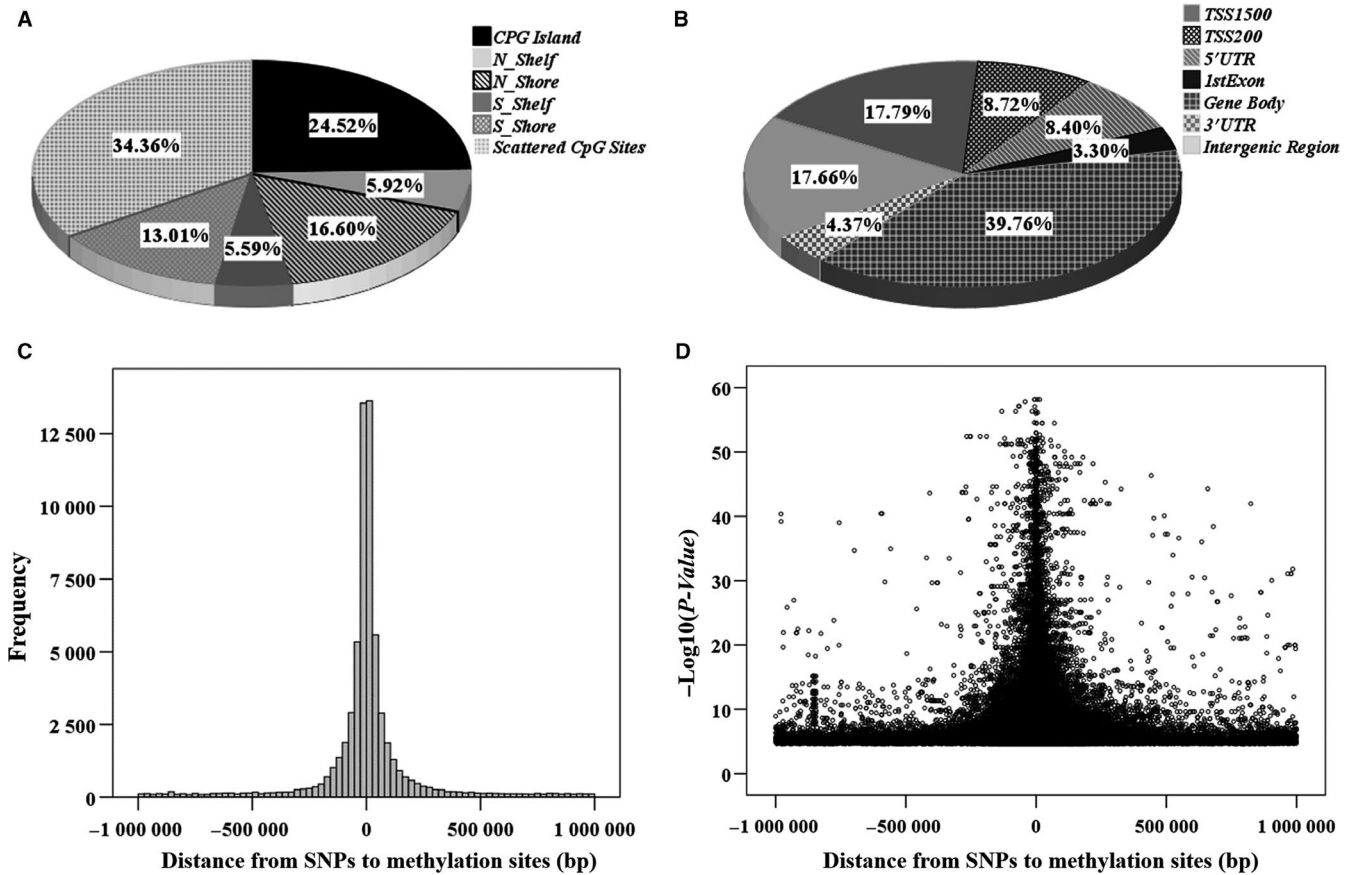 A
CPG Island
N_Shelf
N_Shore
S_Shelf
S_Shore
Scattered CpG Sites
24.52%
5.92%
16.60%
5.59%
13.01%
34.36%
B
TSS1500
TSS200
5'UTR
1stExon
Gene Body
3'UTR
Intergenic Region
17.79%
8.72%
8.40%
3.30%
39.76%
4.37%
17.66%
C
Frequency
12 500
10 000
7 500
5 000
2 500
0
−1 000 000
−500 000
0
500 000
1 000 000
Distance from SNPs to methylation sites (bp)
D
−Log10(P-Value)
60
50
40
30
20
10
0
−1 000 000
−500 000
0
500 000
1 000 000
Distance from SNPs to methylation sites (bp)